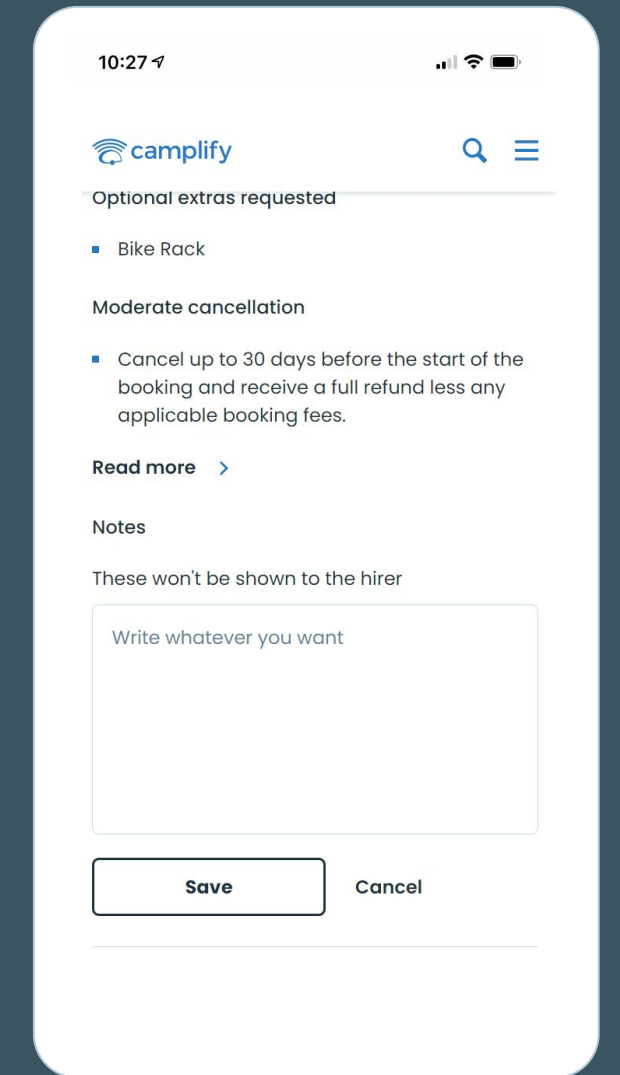 10:27
camplify
Optional extras requested
Bike Rack
Moderate cancellation
Cancel up to 30 days before the start of the
booking and receive a full refund less any
applicable booking fees.
Read more
Notes
These won't be shown to the hirer
Write whatever you want
Save
Cancel